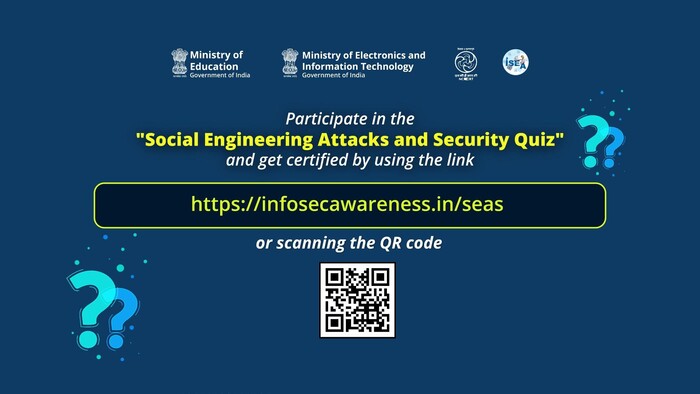 Ministry of
Education
Government of India
Ministry of Electronics and
Information Technology
Government of India
ISEA
Participate in the
"Social Engineering Attacks and Security Quiz"
and get certified by using the link
https://infosecawareness.in/seas
or scanning the QR code